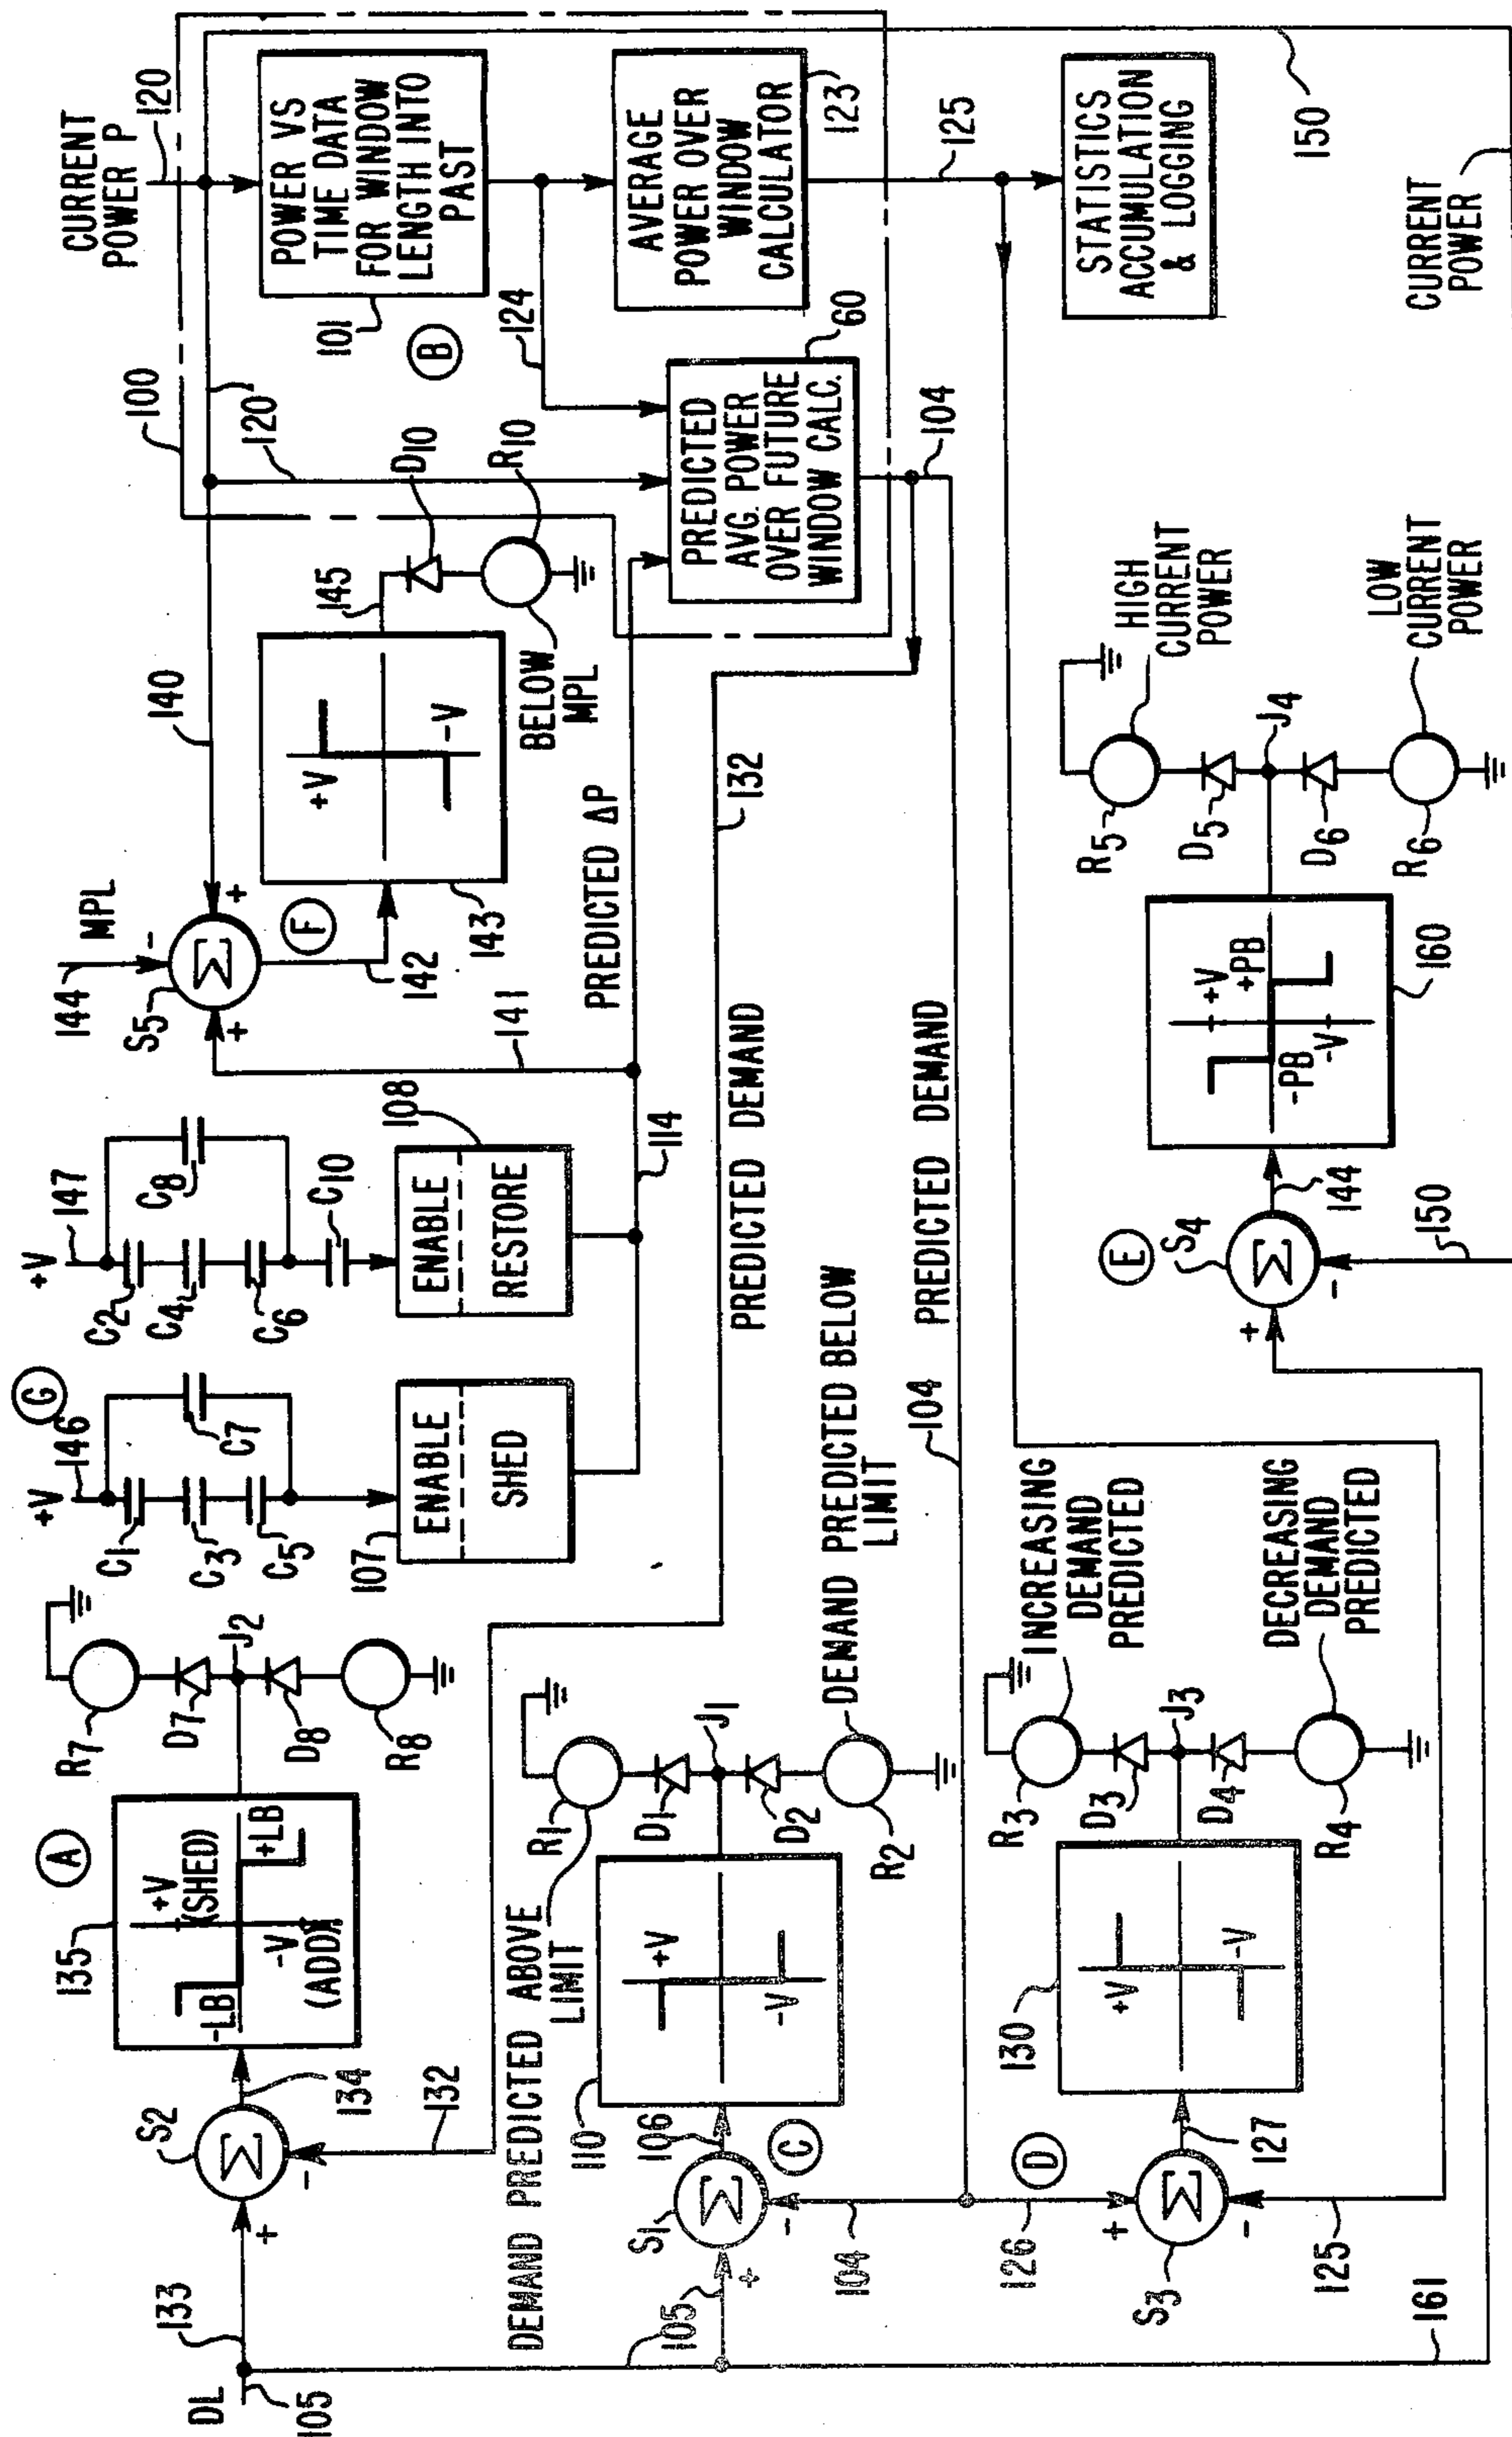 DL
105
133
+
S2
Σ
-
132
134
135
A
+V
(SHED)
-LB
+LB
-V
(ADD)
R7
D7
J2
D8
R8
G
+V
146
C1
C3
C5
C7
107
ENABLE
SHED
+V
147
C2
C4
C6
C8
C10
108
ENABLE
RESTORE
114
141
144
MPL
S5
Σ
-
+
+
F
142
140
143
+V
-V
145
D10
R10
BELOW
MPL
PREDICTED ΔP
132
PREDICTED DEMAND
100
120
CURRENT
POWER P
120
POWER VS
TIME DATA
FOR WINDOW
LENGTH INTO
PAST
101
B
124
AVERAGE
POWER OVER
WINDOW
CALCULATOR
123
PREDICTED
AVG. POWER
OVER FUTURE
WINDOW CALC.
60
104
125
STATISTICS
ACCUMULATION
& LOGGING
150
CURRENT
POWER
DEMAND PREDICTED ABOVE
LIMIT
105
+
S1
Σ
-
104
106
C
110
+V
-V
R1
D1
J1
D2
R2
DEMAND PREDICTED BELOW
LIMIT
104
PREDICTED DEMAND
126
D
+
S3
Σ
-
125
127
130
+V
-V
R3
D3
J3
D4
R4
INCREASING
DEMAND
PREDICTED
DECREASING
DEMAND
PREDICTED
161
E
S4
Σ
+
-
150
144
160
+V
+PB
-PB
-V
R5
D5
J4
D6
R6
HIGH
CURRENT
POWER
LOW
CURRENT
POWER